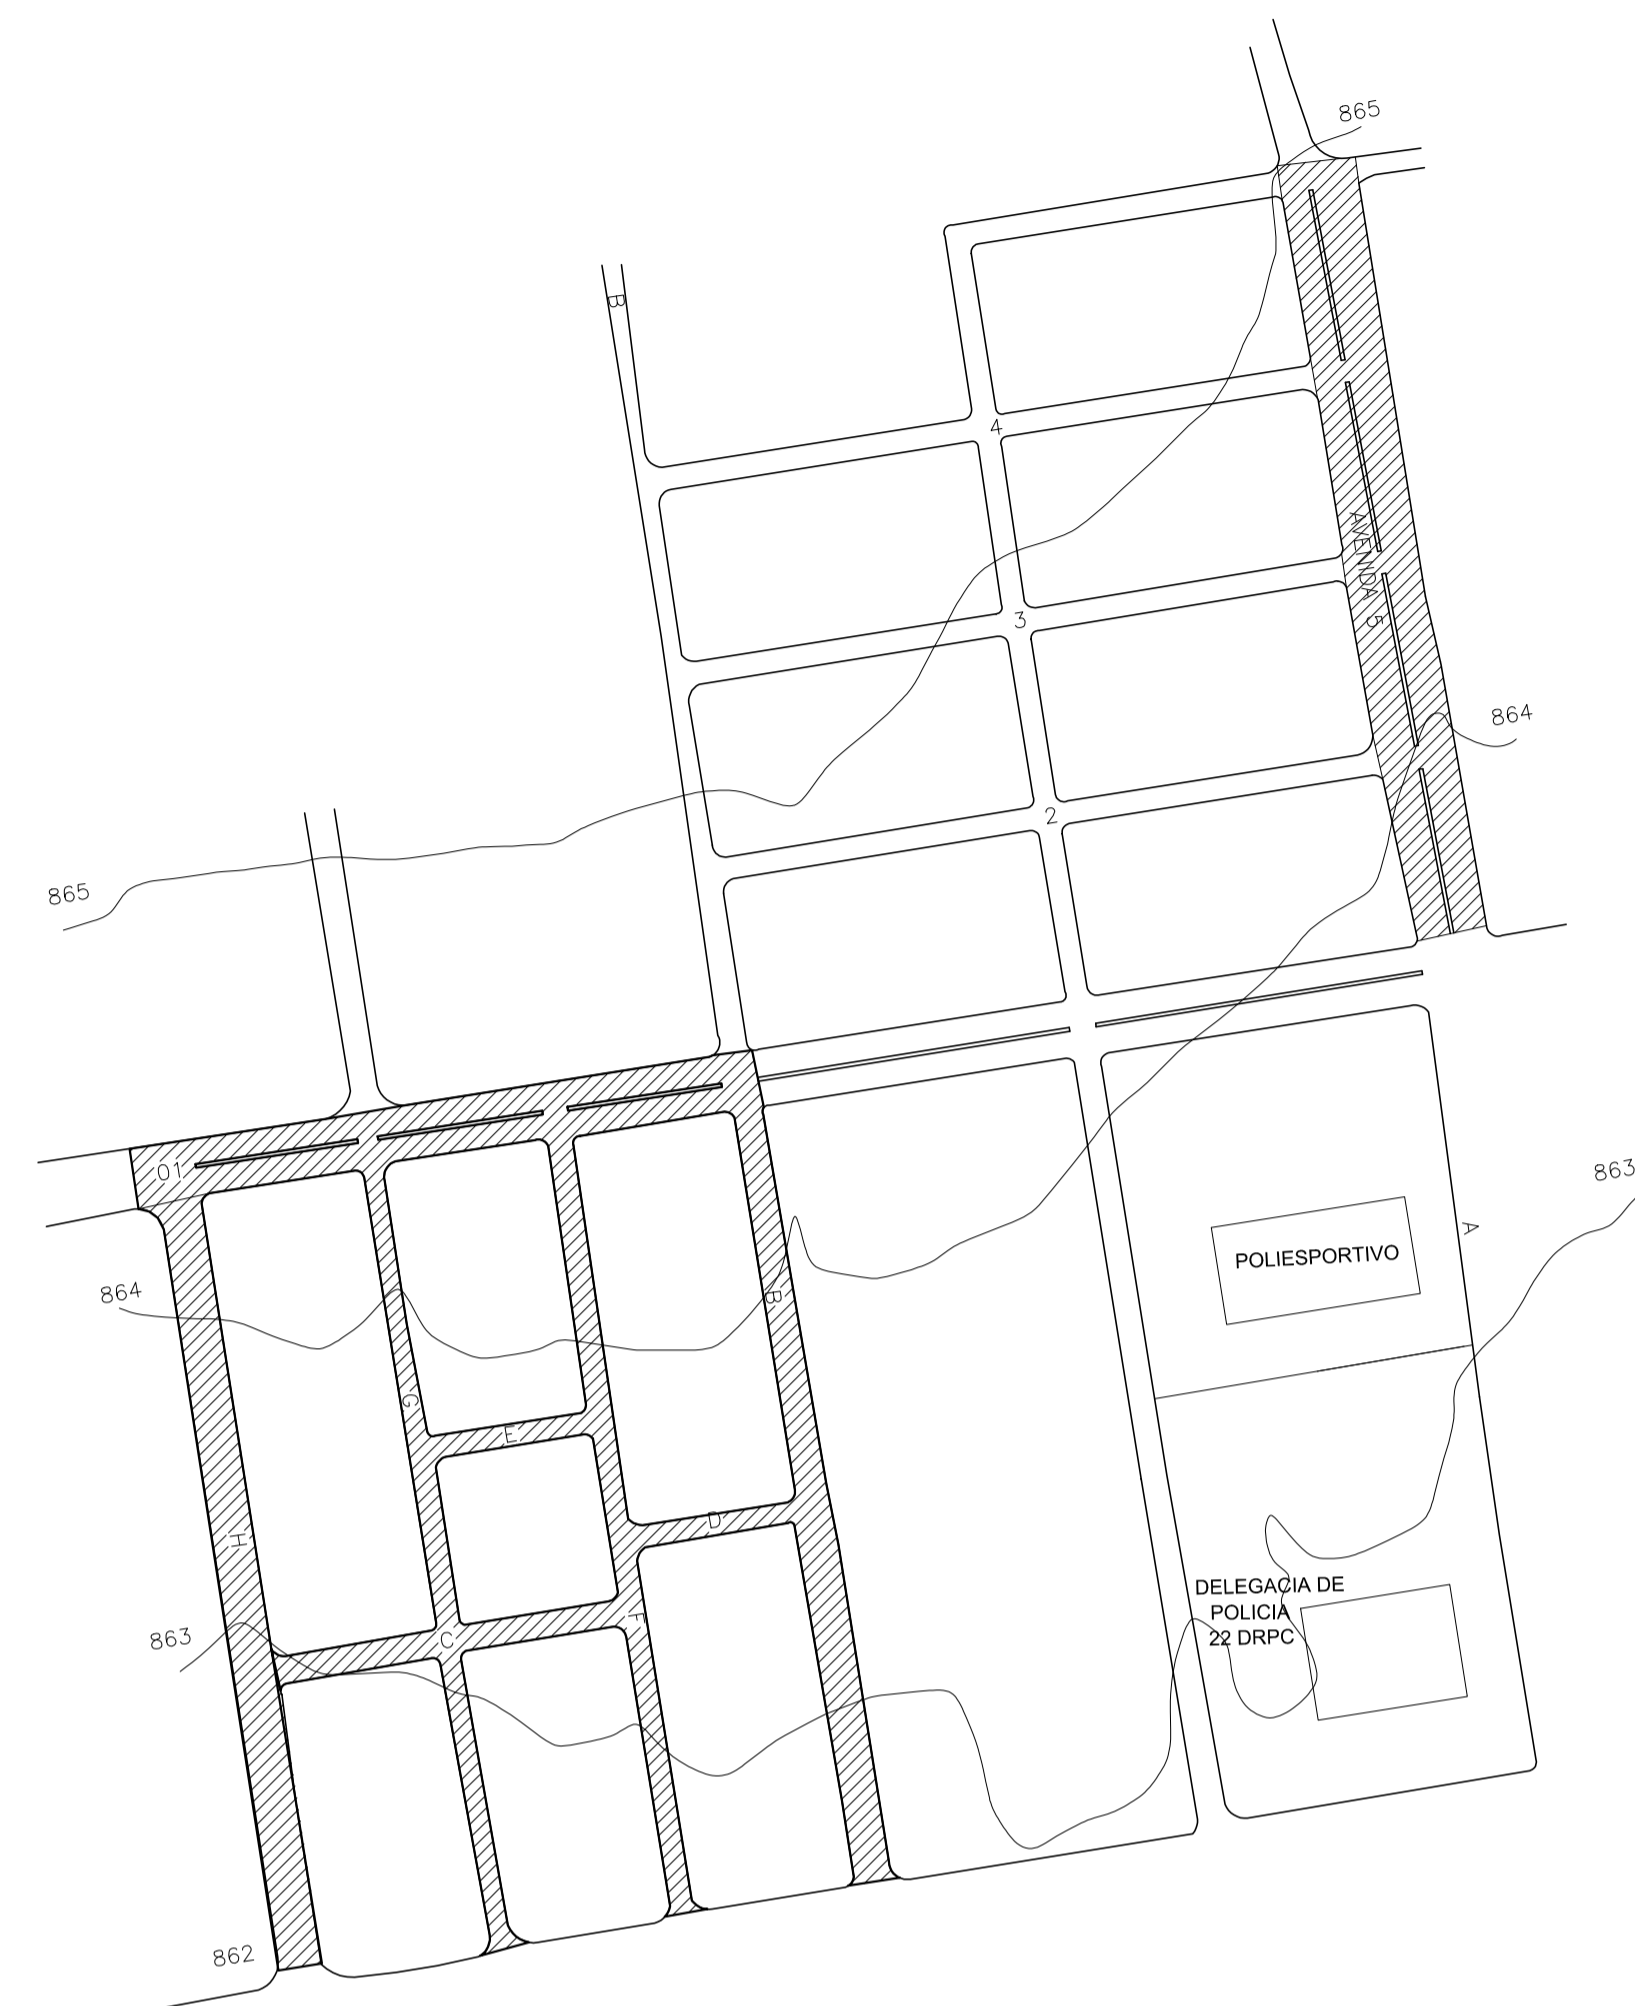 865
B
4
AVENIDA 5
3
864
2
865
01
863
A
POLIESPORTIVO
864
B
G
E
D
H
DELEGACIA DE
POLICIA
22 DRPC
F
863
C
862